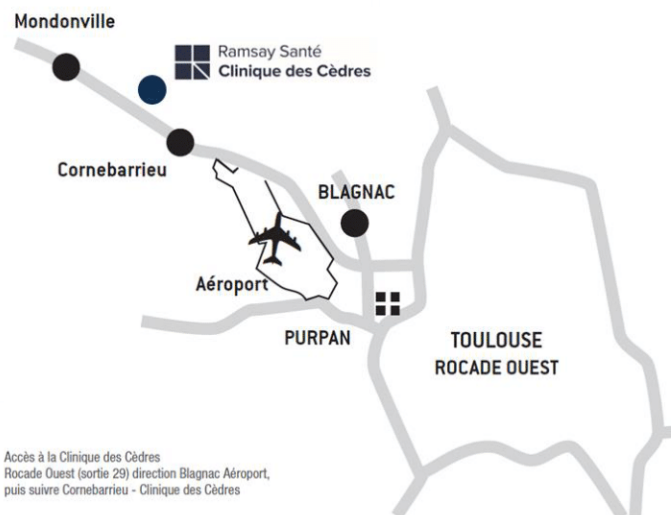 Mondonville
Ramsay Santé
Clinique des Cèdres
Cornebarrieu
BLAGNAC
Aéroport
PURPAN
TOULOUSE
ROCADE OUEST
Accès à la Clinique des Cèdres
Rocade Ouest (sortie 29) direction Blagnac Aéroport,
puis suivre Cornebarrieu - Clinique des Cèdres